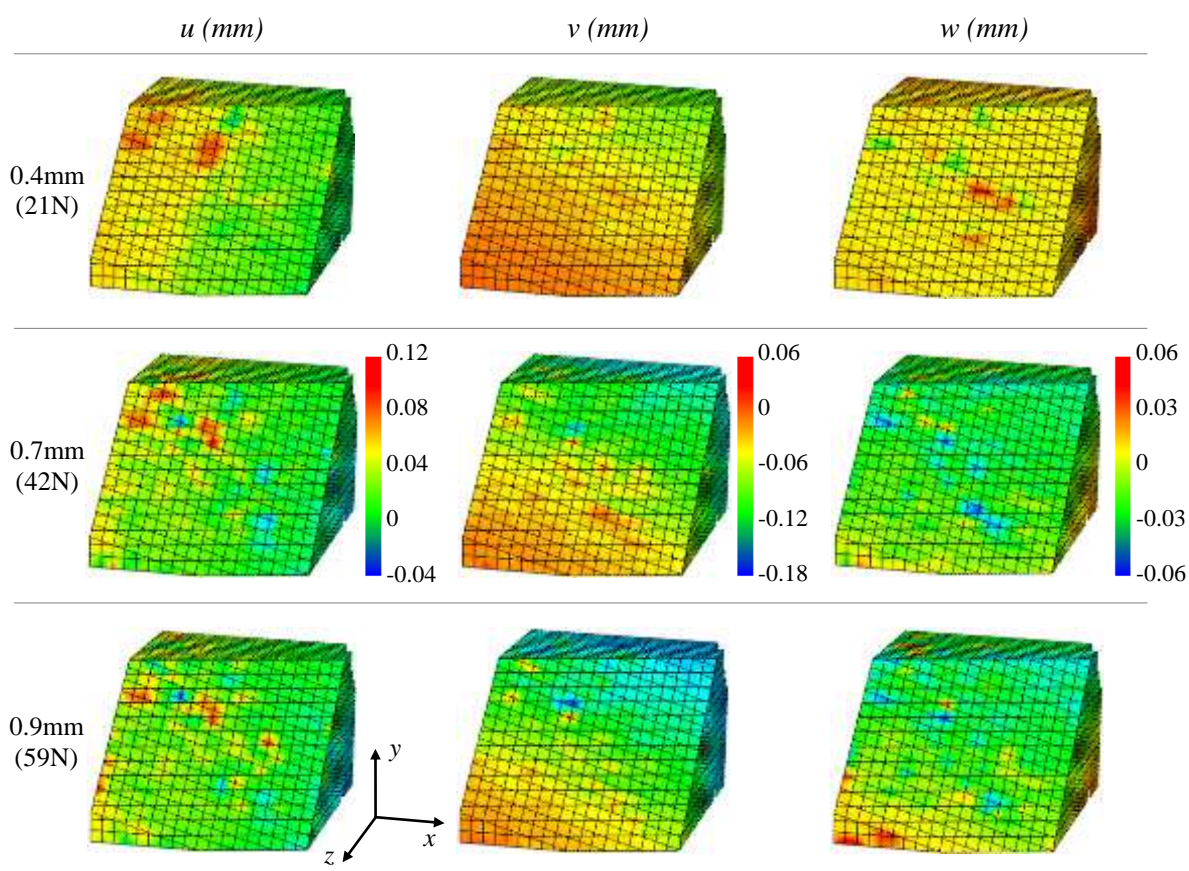 u (mm) v (mm) w (mm)
0.4mm
(21N)
0.12 0.06 0.06
0.08 0 0.03
0.7mm
(42N)
0.04 -0.06 0
0 -0.12 -0.03
-0.04 -0.18 -0.06
0.9mm
(59N)
y
x
z